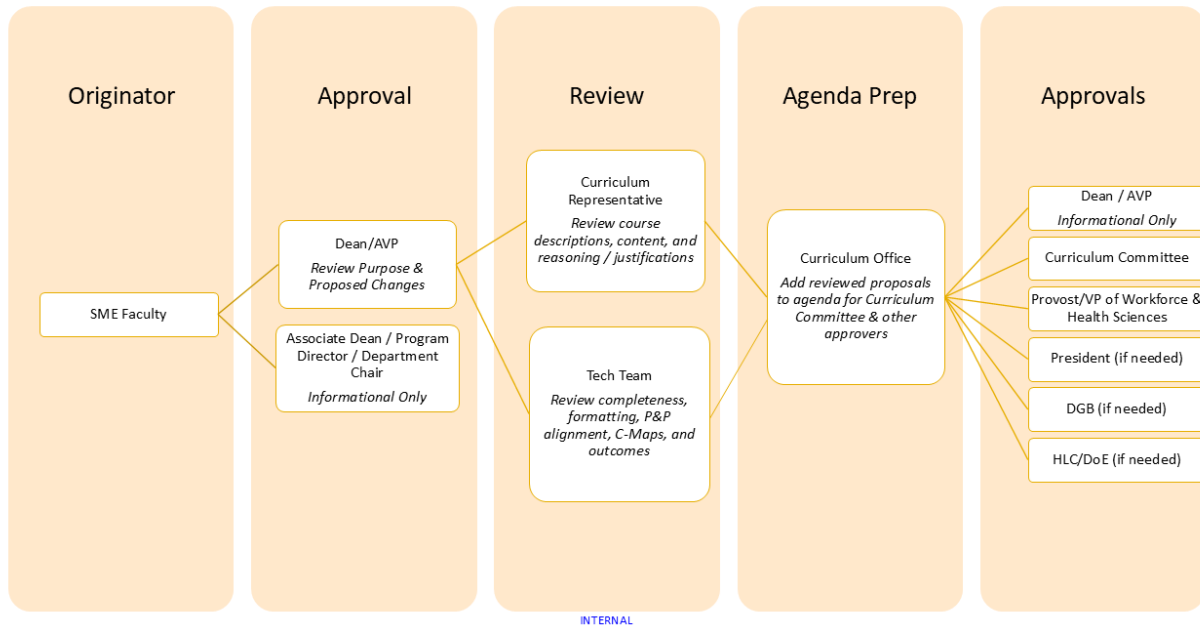 Originator
SME Faculty
Approval
Dean/AVP
Review Purpose &
Proposed Changes
Associate Dean / Program
Director / Department
Chair
Informational Only
Review
Curriculum
Representative
Review course
descriptions, content, and
reasoning / justifications
Tech Team
Review completeness,
formatting, P&P
alignment, C-Maps, and
outcomes
Agenda Prep
Curriculum Office
Add reviewed proposals
to agenda for Curriculum
Committee & other
approvers
Approvals
Dean / AVP
Informational Only
Curriculum Committee
Provost/VP of Workforce &
Health Sciences
President (if needed)
DGB (if needed)
HLC/DoE (if needed)
INTERNAL